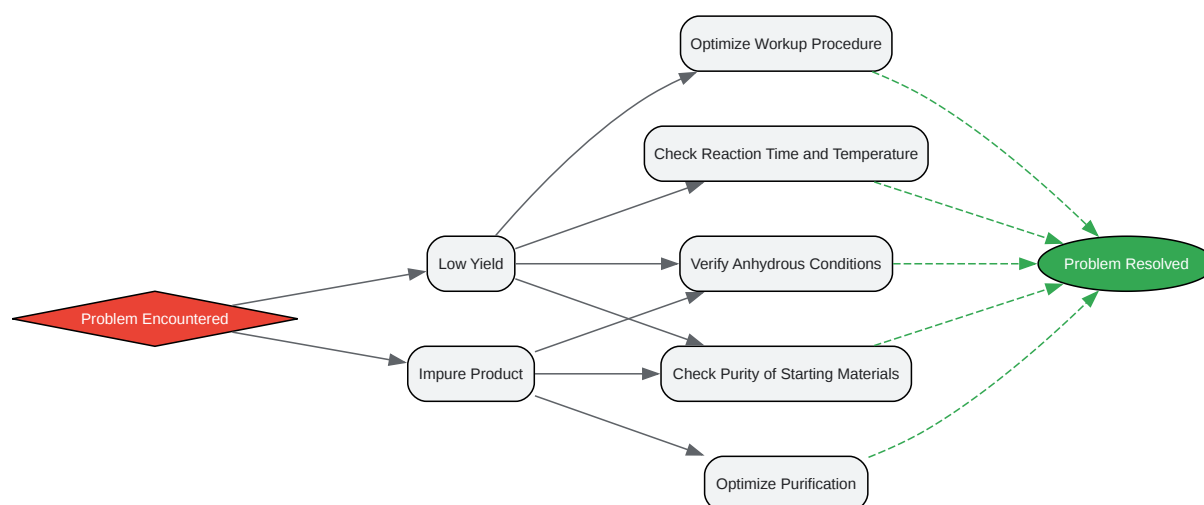 Optimize Workup Procedure
Check Reaction Time and Temperature
Low Yield
Verify Anhydrous Conditions
Problem Resolved
Problem Encountered
Impure Product
Check Purity of Starting Materials
Optimize Purification